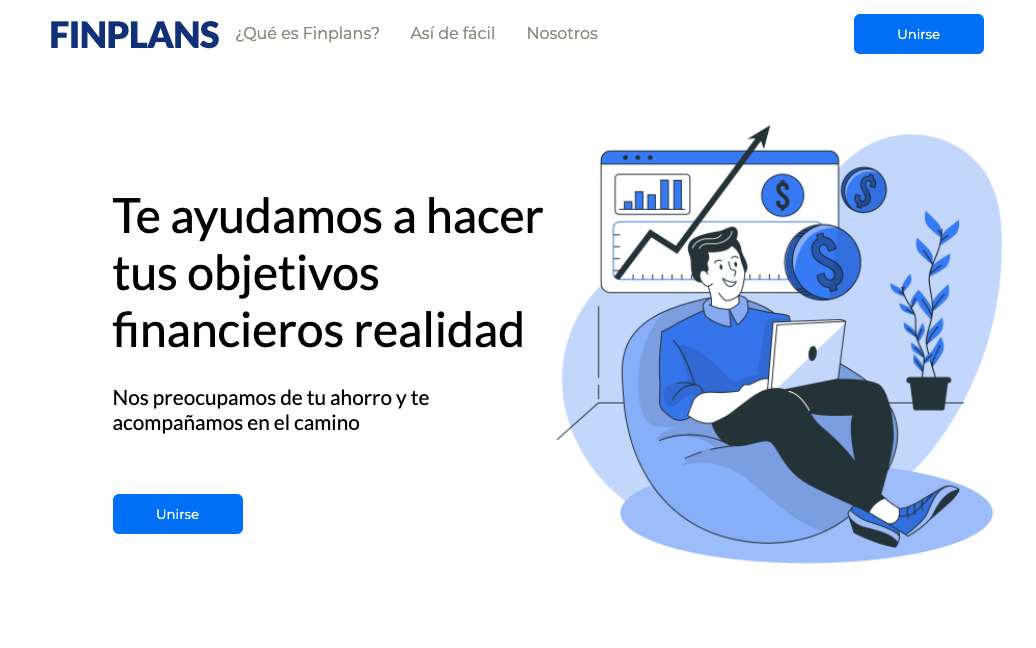 FINPLANS ¿Qué es Finplans? Así de fácil Nosotros Unirse
Te ayudamos a hacer
tus objetivos
financieros realidad
Nos preocupamos de tu ahorro y te
acompañamos en el camino
Unirse
$ $
$